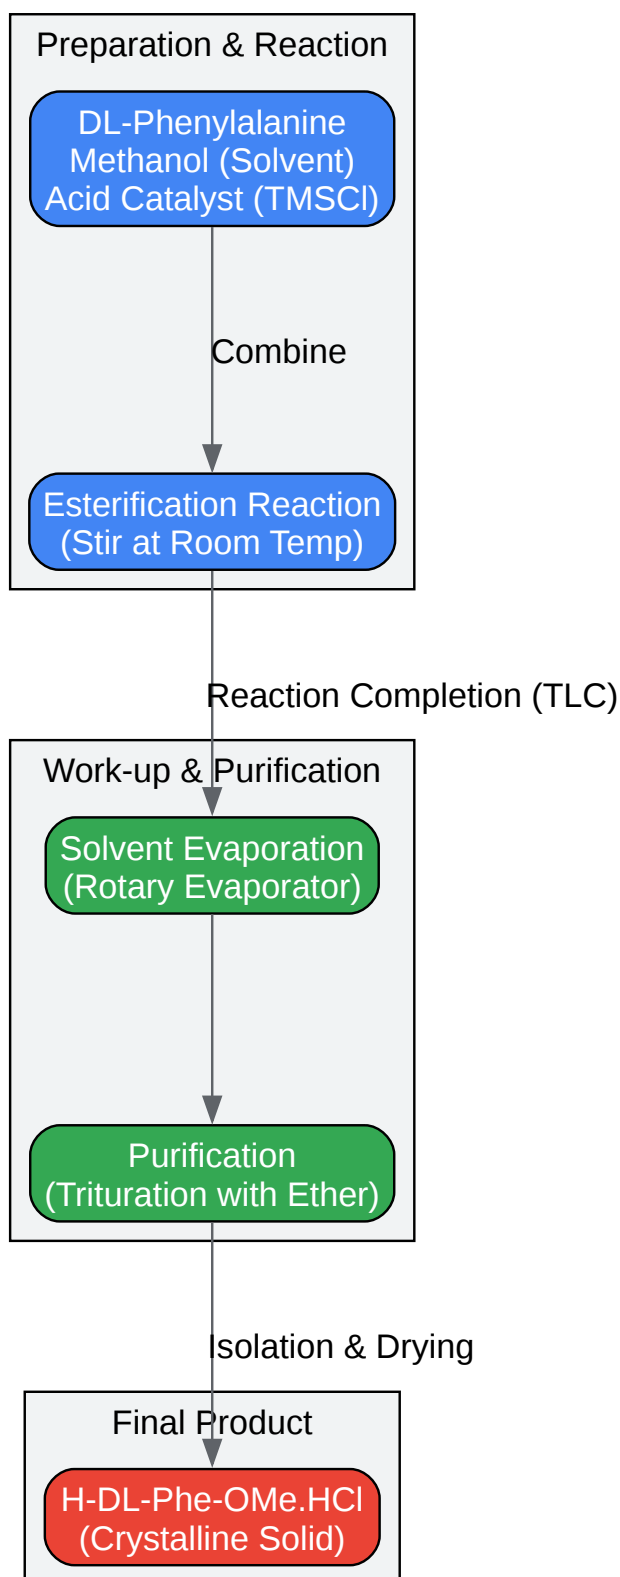 Preparation & Reaction
DL-Phenylalanine
Methanol (Solvent)
Acid Catalyst (TMSCl)
Combine
Esterification Reaction
(Stir at Room Temp)
Reaction Completion (TLC)
Work-up & Purification
Solvent Evaporation
(Rotary Evaporator)
Purification
(Trituration with Ether)
Isolation & Drying
Final Product
H-DL-Phe-OMe.HCl
(Crystalline Solid)